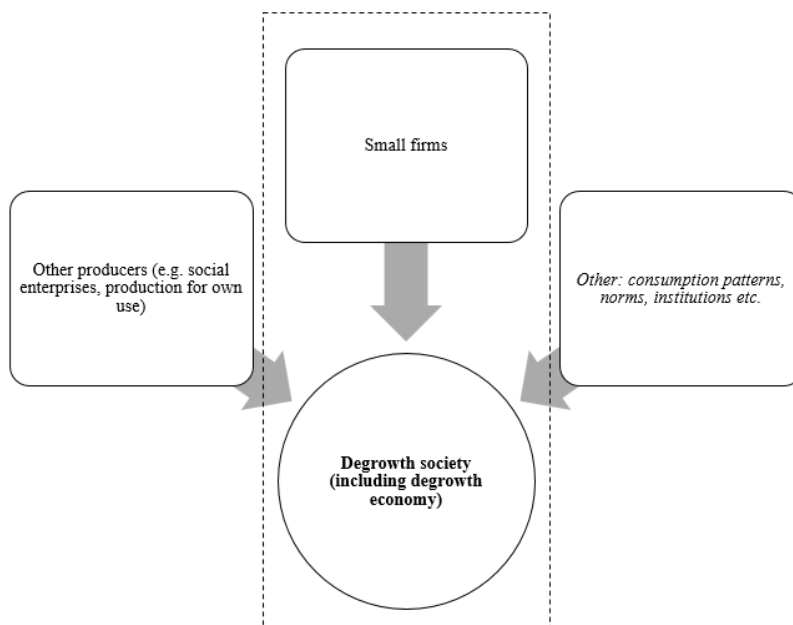 Small firms
Other producers (e.g. social
enterprises, production for own
use)
Other: consumption patterns,
norms, institutions etc.
Degrowth society
(including degrowth
economy)